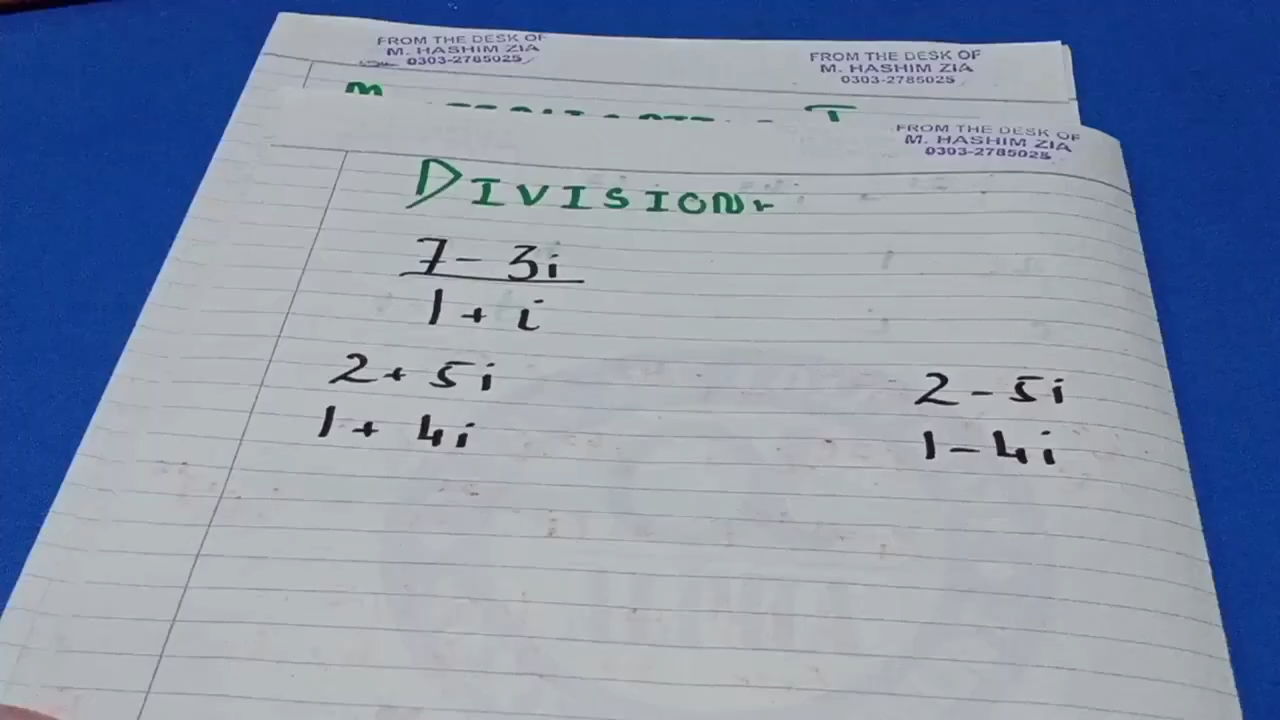 FROM THE DESK OF
M. HASHIM ZIA
0303-2785025
FROM THE DESK OF
M. HASHIM ZIA
0303-2785025
FROM THE DESK OF
M. HASHIM ZIA
0303-2785025
DIVISION:-
7 - 3i
1 + i
2 + 5i
1 + 4i
2 - 5i
1 - 4i